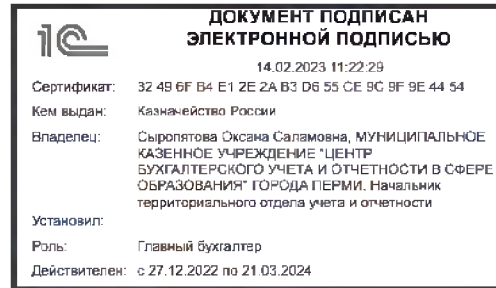 1С
ДОКУМЕНТ ПОДПИСАН
ЭЛЕКТРОННОЙ ПОДПИСЬЮ
14.02.2023 11:22:29
Сертификат: 32 49 6F B4 E1 2E 2A B3 D6 55 CE 9C 9F 9E 44 54
Кем выдан: Казначейство России
Владелец: Сыропятова Оксана Саламовна, МУНИЦИПАЛЬНОЕ
КАЗЕННОЕ УЧРЕЖДЕНИЕ "ЦЕНТР
БУХГАЛТЕРСКОГО УЧЕТА И ОТЧЕТНОСТИ В СФЕРЕ
ОБРАЗОВАНИЯ" ГОРОДА ПЕРМИ. Начальник
территориального отдела учета и отчетности
Установил:
Роль: Главный бухгалтер
Действителен: с 27.12.2022 по 21.03.2024